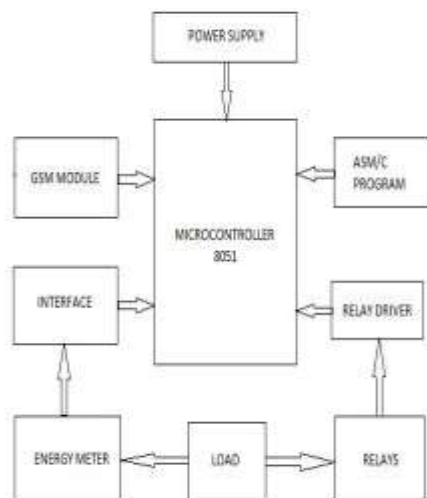 POWER SUPPLY
GSM MODULE
ASM/C
PROGRAM
MICROCONTROLLER
8051
INTERFACE
RELAY DRIVER
ENERGY METER
LOAD
RELAYS